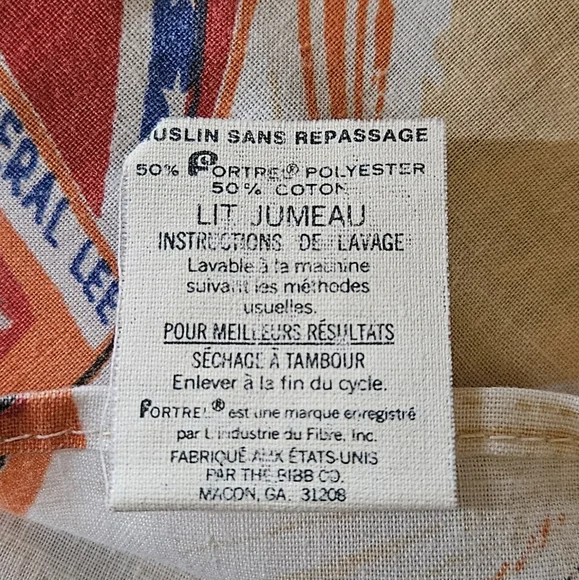 USLIN SANS REPASSAGE
50% FORTREL® POLYESTER
50% COTON
LIT JUMEAU
INSTRUCTIONS DE LAVAGE
Lavable à la machine
suivant les méthodes
usuelles.
POUR MEILLEURS RÉSULTATS
SÉCHAGE À TAMBOUR
Enlever à la fin du cycle.
FORTREL® est une marque enregistré
par L industrie du Fibre, Inc.
FABRIQUÉ AUX ÉTATS-UNIS
PAR THE BIBB CO.
MACON, GA. 31208
ERAL LEE